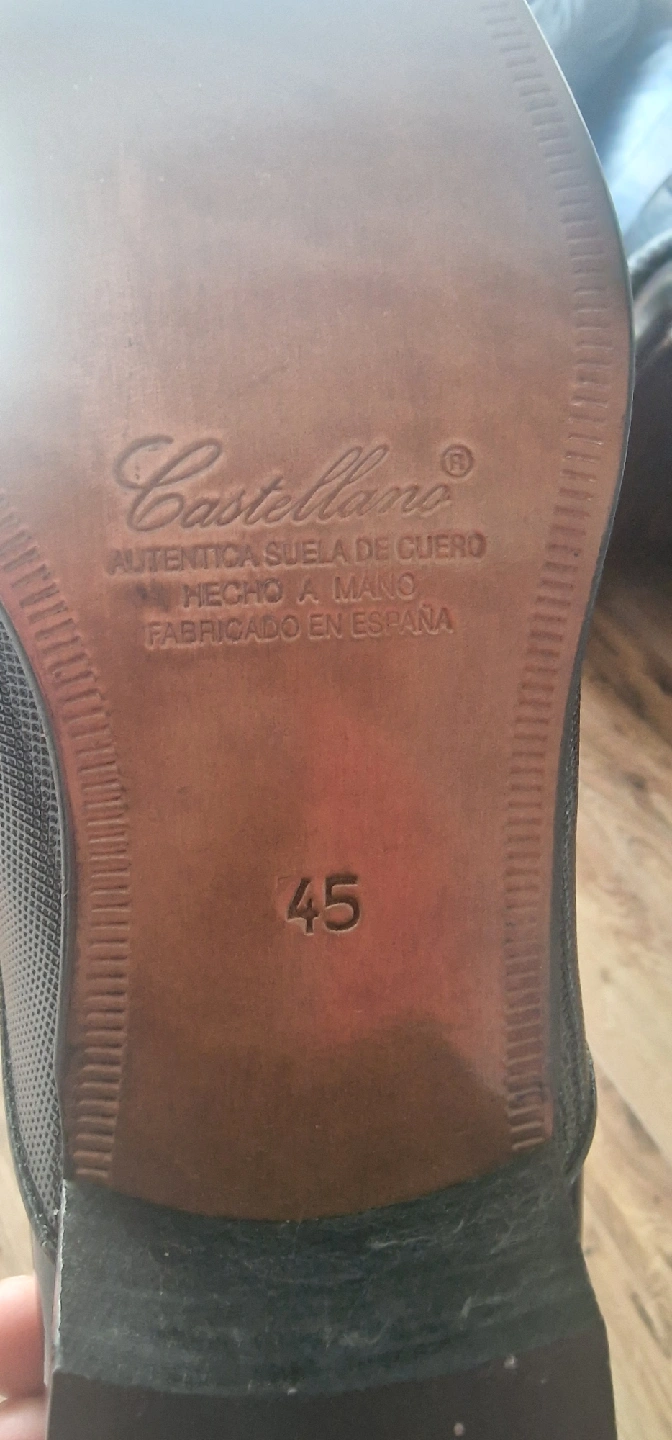 Castellano ®
AUTENTICA SUELA DE CUERO
HECHO A MANO
FABRICADO EN ESPAÑA
45